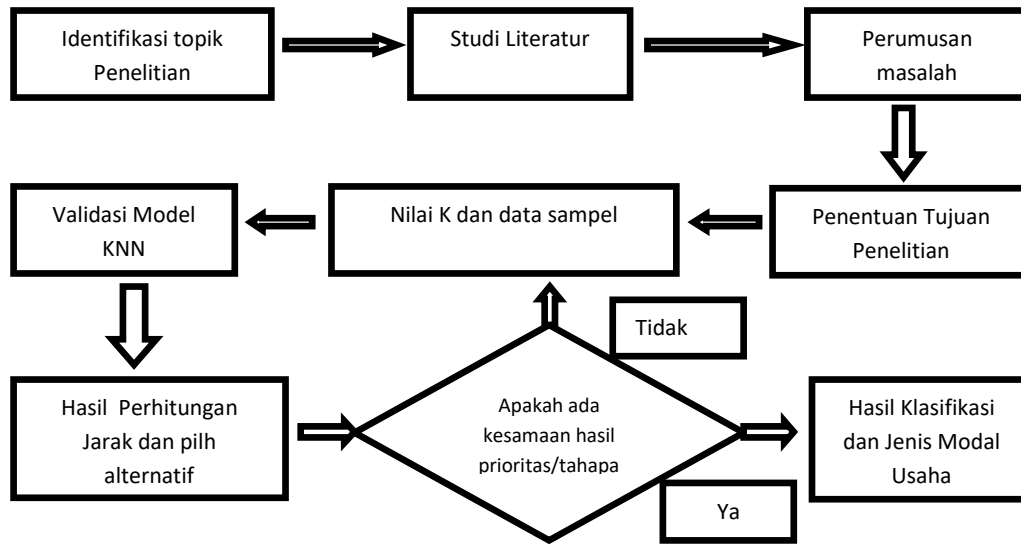 Identifikasi topik
Penelitian
Studi Literatur
Perumusan
masalah
Validasi Model
KNN
Nilai K dan data sampel
Penentuan Tujuan
Penelitian
Tidak
Hasil Perhitungan
Jarak dan pilh
alternatif
Apakah ada
kesamaan hasil
prioritas/tahapa
Hasil Klasifikasi
dan Jenis Modal
Usaha
Ya